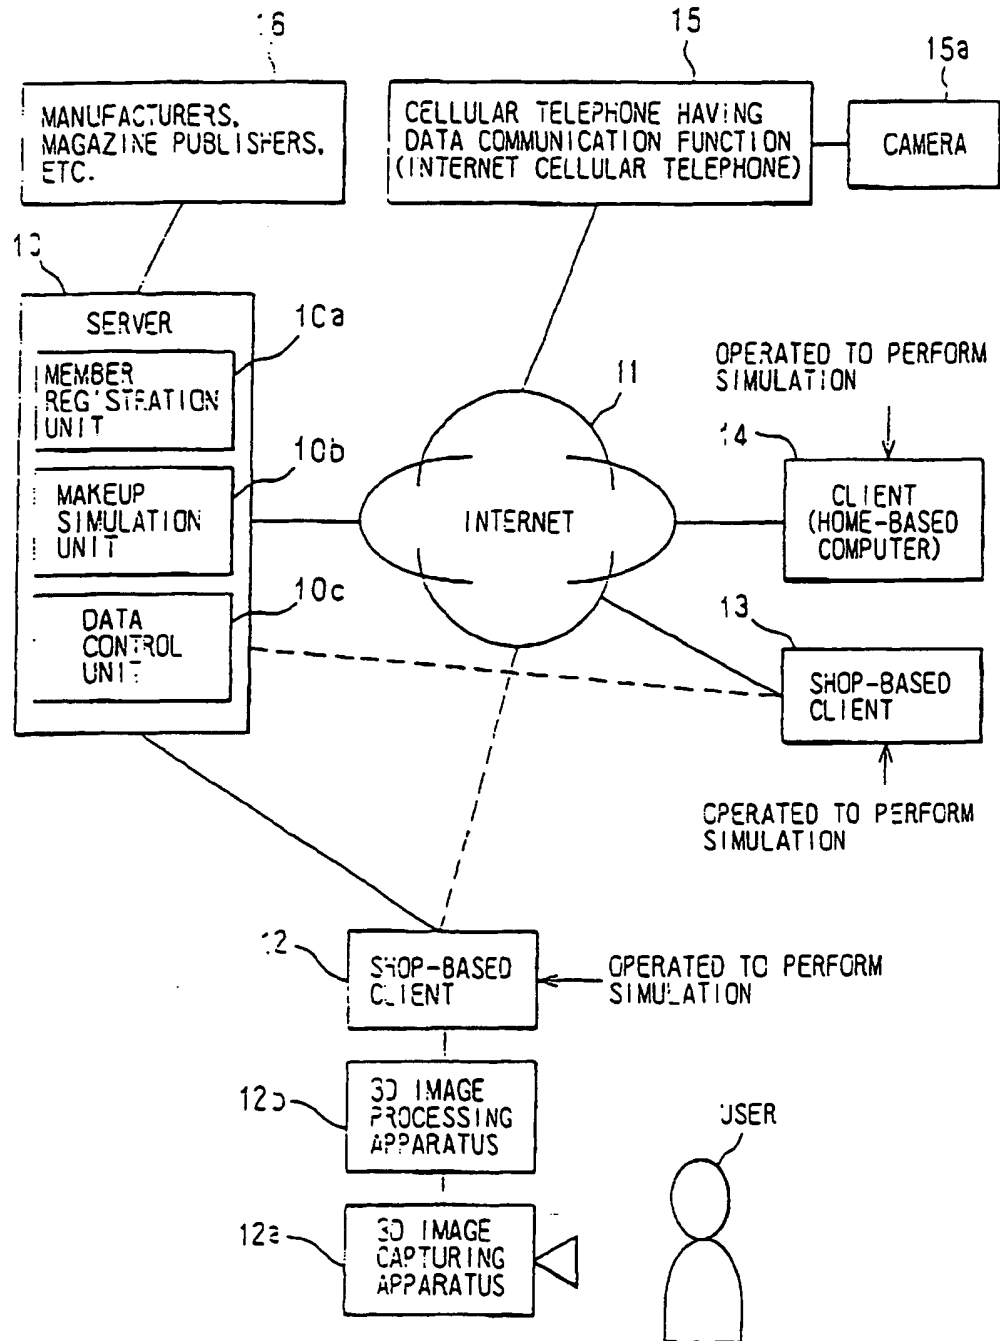 16
MANUFACTURERS,
MAGAZINE PUBLISHERS,
ETC.
15
CELLULAR TELEPHONE HAVING
DATA COMMUNICATION FUNCTION
(INTERNET CELLULAR TELEPHONE)
15a
CAMERA
10
SERVER
10a
MEMBER
REGISTRATION
UNIT
10b
MAKEUP
SIMULATION
UNIT
10c
DATA
CONTROL
UNIT
11
INTERNET
OPERATED TO PERFORM
SIMULATION
14
CLIENT
(HOME-BASED
COMPUTER)
13
SHOP-BASED
CLIENT
OPERATED TO PERFORM
SIMULATION
12
SHOP-BASED
CLIENT
OPERATED TO PERFORM
SIMULATION
12b
3D IMAGE
PROCESSING
APPARATUS
12a
3D IMAGE
CAPTURING
APPARATUS
USER